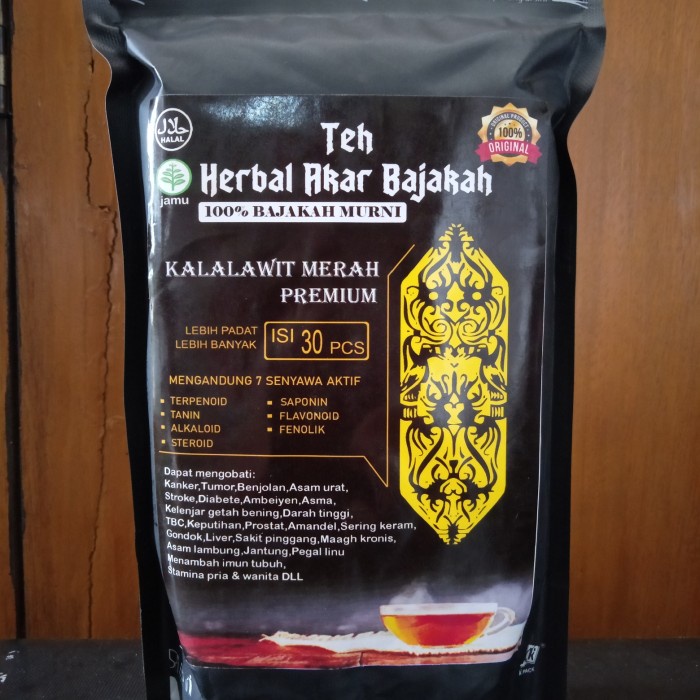 حلال
HALAL
jamu
ORIGINAL PRODUCT
100%
ORIGINAL
Teh
Herbal Akar Bajakah
100% BAJAKAH MURNI
KALALAWIT MERAH
PREMIUM
LEBIH PADAT
LEBIH BANYAK
ISI 30 PCS
MENGANDUNG 7 SENYAWA AKTIF
TERPENOID
TANIN
ALKALOID
STEROID
SAPONIN
FLAVONOID
FENOLIK
Dapat mengobati:
Kanker,Tumor,Benjolan,Asam urat,
Stroke,Diabete,Ambeiyen,Asma,
Kelenjar getah bening,Darah tinggi,
TBC,Keputihan,Prostat,Amandel,Sering keram,
Gondok,Liver,Sakit pinggang,Maagh kronis,
Asam lambung,Jantung,Pegal linu
Menambah imun tubuh,
Stamina pria & wanita DLL